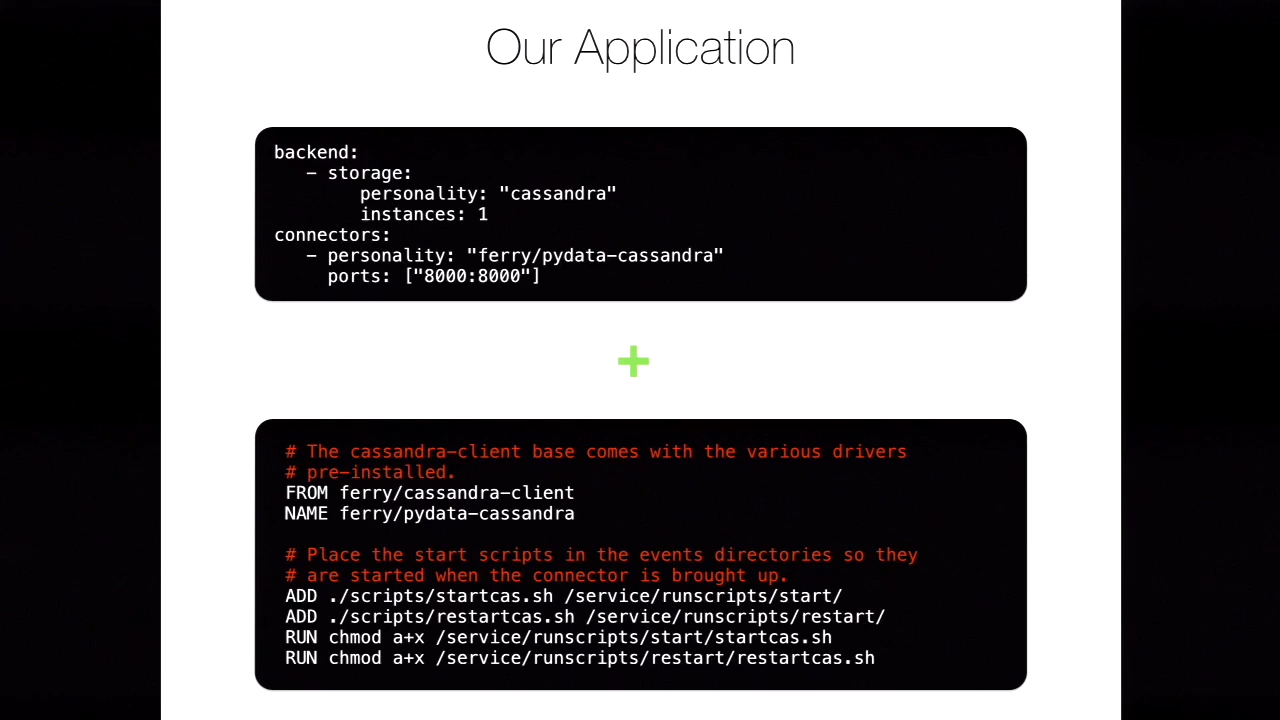 Our Application
backend:
   – storage:
        personality: "cassandra"
        instances: 1
connectors:
   – personality: "ferry/pydata–cassandra"
     ports: ["8000:8000"]
+
# The cassandra–client base comes with the various drivers
# pre–installed.
FROM ferry/cassandra–client
NAME ferry/pydata–cassandra
# Place the start scripts in the events directories so they
# are started when the connector is brought up.
ADD ./scripts/startcas.sh /service/runscripts/start/
ADD ./scripts/restartcas.sh /service/runscripts/restart/
RUN chmod a+x /service/runscripts/start/startcas.sh
RUN chmod a+x /service/runscripts/restart/restartcas.sh